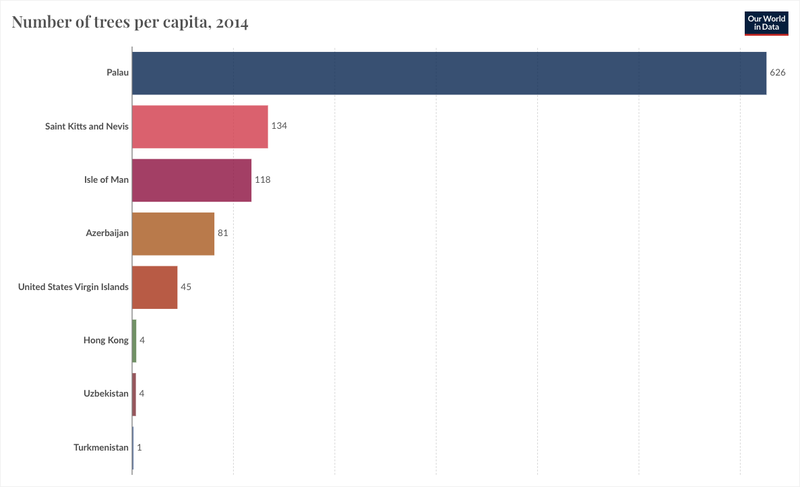 Number of trees per capita, 2014
Our World
in Data
Palau
626
Saint Kitts and Nevis
134
Isle of Man
118
Azerbaijan
81
United States Virgin Islands
45
Hong Kong
4
Uzbekistan
4
Turkmenistan
1